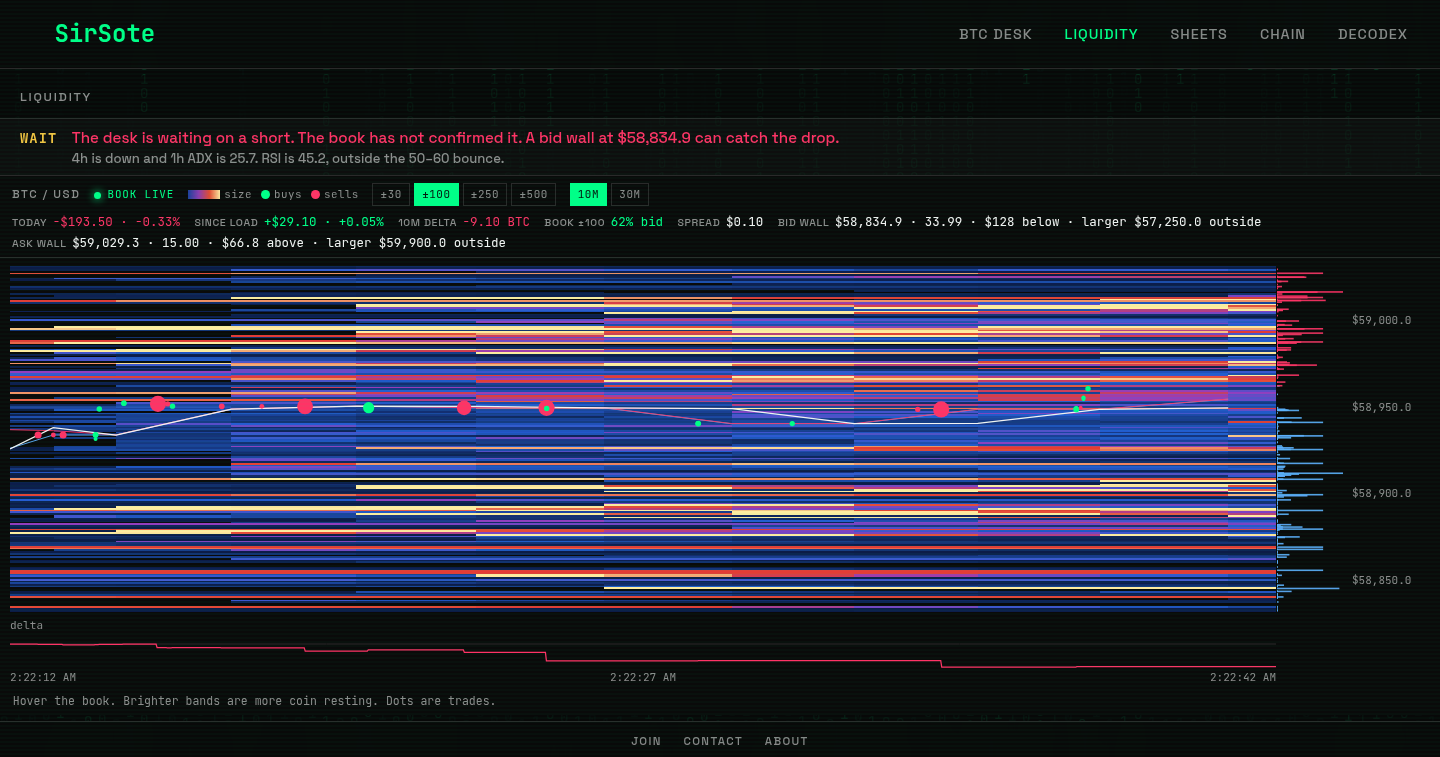 SirSote
BTC DESK LIQUIDITY SHEETS CHAIN DECODEX
LIQUIDITY
WAIT The desk is waiting on a short. The book has not confirmed it. A bid wall at $58,834.9 can catch the drop.
4h is down and 1h ADX is 25.7. RSI is 45.2, outside the 50–60 bounce.
BTC / USD BOOK LIVE size buys sells ±30 ±100 ±250 ±500 10M 30M
TODAY -$193.50 · -0.33% SINCE LOAD +$29.10 · +0.05% 10M DELTA -9.10 BTC BOOK ±100 62% bid SPREAD $0.10 BID WALL $58,834.9 · 33.99 · $128 below · larger $57,250.0 outside
ASK WALL $59,029.3 · 15.00 · $66.8 above · larger $59,900.0 outside
$59,000.0
$58,950.0
$58,900.0
$58,850.0
delta
2:22:12 AM 2:22:27 AM 2:22:42 AM
Hover the book. Brighter bands are more coin resting. Dots are trades.
JOIN CONTACT ABOUT